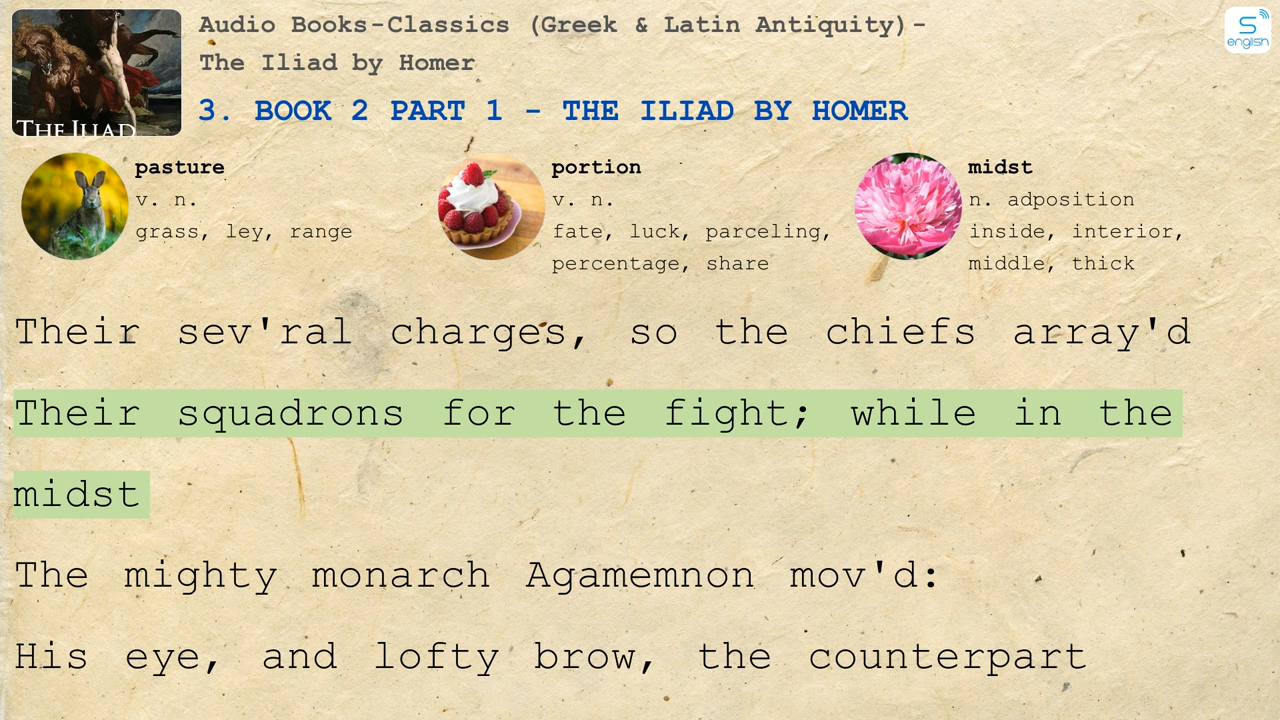 Audio Books-Classics (Greek & Latin Antiquity)-
The Iliad by Homer
3. BOOK 2 PART 1 - THE ILIAD BY HOMER
THE ILIAD
S
english
pasture
v. n.
grass, ley, range
portion
v. n.
fate, luck, parceling,
percentage, share
midst
n. adposition
inside, interior,
middle, thick
Their sev'ral charges, so the chiefs array'd
Their squadrons for the fight; while in the
midst
The mighty monarch Agamemnon mov'd:
His eye, and lofty brow, the counterpart